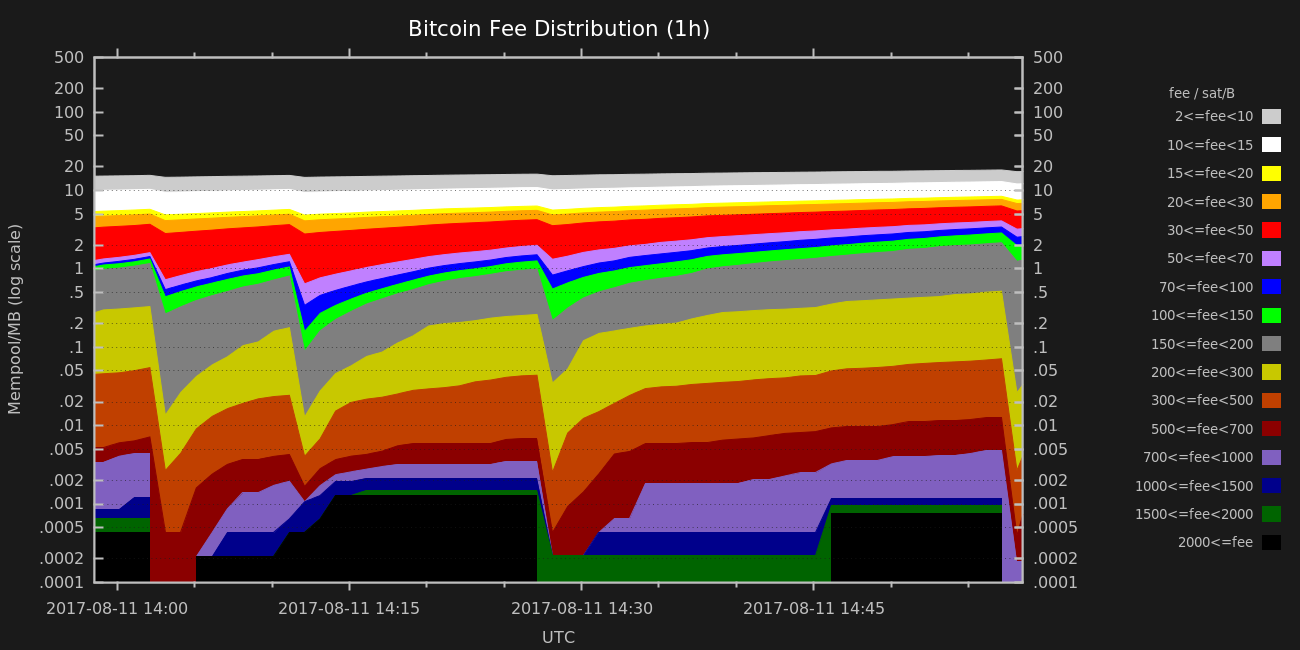 Bitcoin Fee Distribution (1h)
500
200
100
50
20
10
5
2
1
.5
.2
.1
.05
.02
.01
.005
.002
.001
.0005
.0002
.0001
Mempool/MB (log scale)
500
200
100
50
20
10
5
2
1
.5
.2
.1
.05
.02
.01
.005
.002
.001
.0005
.0002
.0001
2017-08-11 14:00
2017-08-11 14:15
2017-08-11 14:30
2017-08-11 14:45
UTC
fee / sat/B
2<=fee<10
10<=fee<15
15<=fee<20
20<=fee<30
30<=fee<50
50<=fee<70
70<=fee<100
100<=fee<150
150<=fee<200
200<=fee<300
300<=fee<500
500<=fee<700
700<=fee<1000
1000<=fee<1500
1500<=fee<2000
2000<=fee